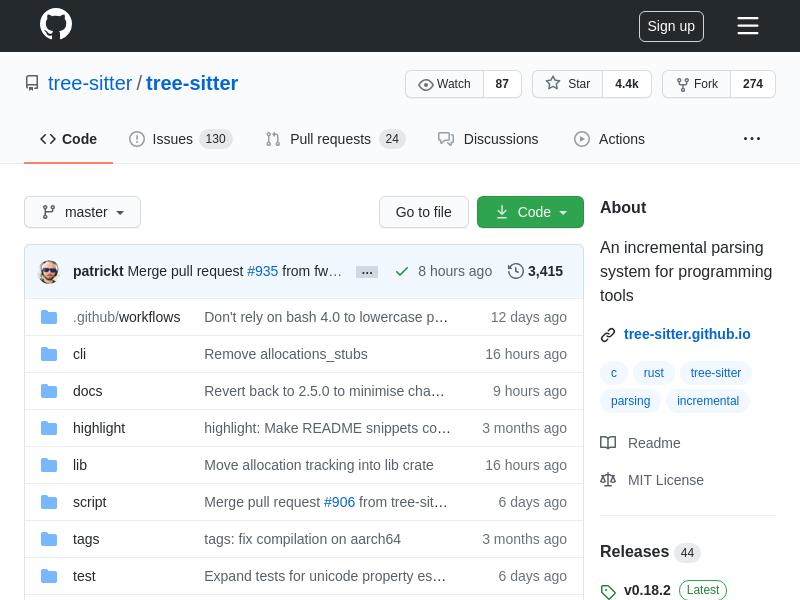 Sign up
tree-sitter / tree-sitter
Watch 87
Star 4.4k
Fork 274
Code
Issues 130
Pull requests 24
Discussions
Actions
master
Go to file
Code
patrickt Merge pull request #935 from fw… … 8 hours ago 3,415
.github/workflows Don't rely on bash 4.0 to lowercase p… 12 days ago
cli Remove allocations_stubs 16 hours ago
docs Revert back to 2.5.0 to minimise cha… 9 hours ago
highlight highlight: Make README snippets co… 3 months ago
lib Move allocation tracking into lib crate 16 hours ago
script Merge pull request #906 from tree-sit… 6 days ago
tags tags: fix compilation on aarch64 3 months ago
test Expand tests for unicode property es… 6 days ago
About
An incremental parsing
system for programming
tools
tree-sitter.github.io
c rust tree-sitter
parsing incremental
Readme
MIT License
Releases 44
v0.18.2 Latest